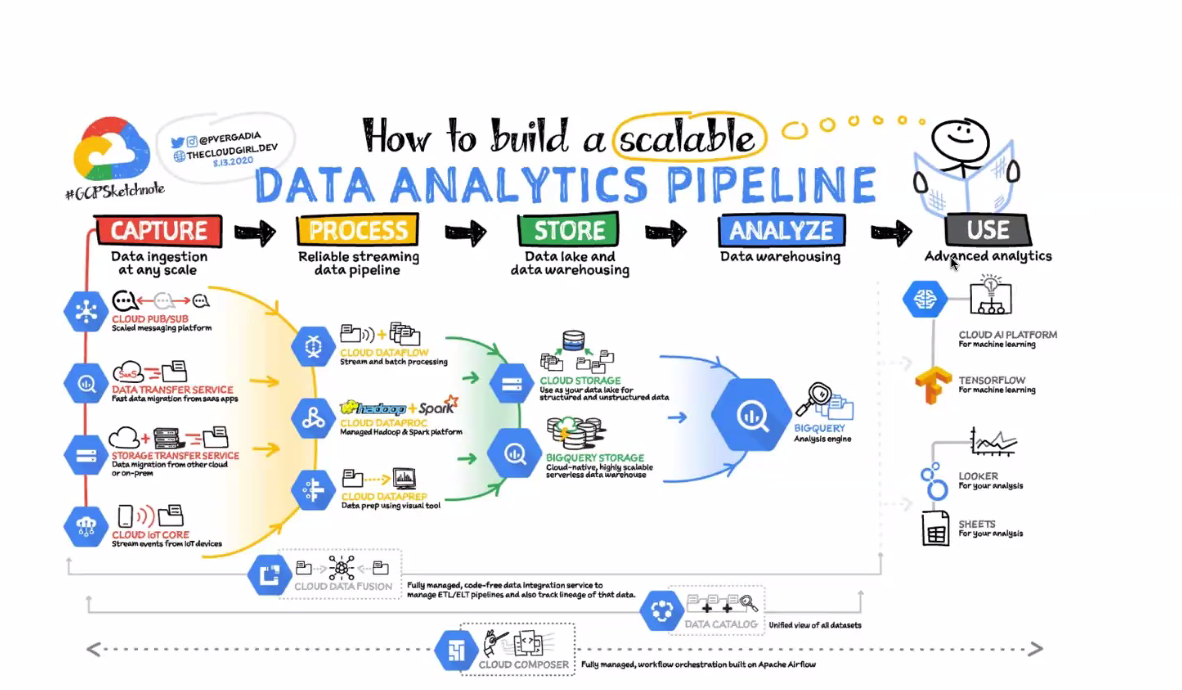 How to build a scalable
DATA ANALYTICS PIPELINE
#GCPSketchnote
@PVERGADIA
THECLOUDGIRL.DEV
5.13.2020
CAPTURE
Data ingestion
at any scale
PROCESS
Reliable streaming
data pipeline
STORE
Data lake and
data warehousing
ANALYZE
Data warehousing
USE
Advanced analytics
CLOUD PUB/SUB
Scaled messaging platform
SaaS
DATA TRANSFER SERVICE
Fast data migration from saas apps
STORAGE TRANSFER SERVICE
Data migration from other cloud
or on-prem
CLOUD IoT CORE
Stream events from IoT devices
CLOUD DATAFLOW
Stream and batch processing
hadoop + Spark
CLOUD DATAPROC
Managed Hadoop & Spark platform
CLOUD DATAPREP
Data prep using visual tool
CLOUD STORAGE
Use as your data lake for
structured and unstructured data
BIGQUERY STORAGE
Cloud-native, highly scalable
serverless data warehouse
BIGQUERY
Analysis engine
CLOUD AI PLATFORM
For machine learning
TENSORFLOW
For machine learning
LOOKER
For your analysis
SHEETS
For your analysis
CLOUD DATA FUSION
Fully managed, code-free data integration service to
manage ETL/ELT pipelines and also track lineage of that data.
DATA CATALOG
Unified view of all datasets
CLOUD COMPOSER
Fully managed, workflow orchestration built on Apache Airflow